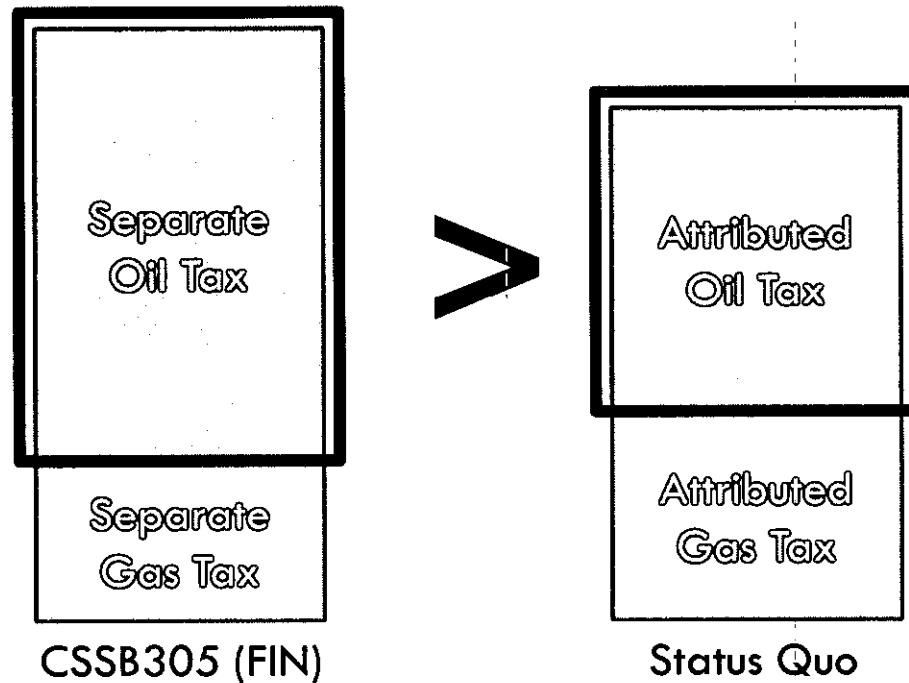 Separate
Oil Tax
>
Attributed
Oil Tax
Separate
Gas Tax
Attributed
Gas Tax
CSSB305 (FIN)
Status Quo